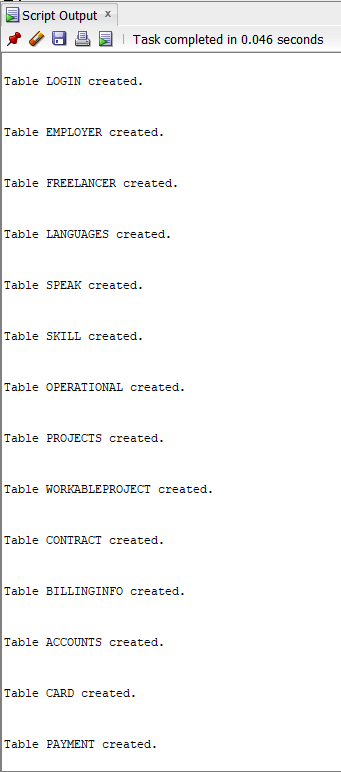 Script Output x
Task completed in 0.046 seconds
Table LOGIN created.
Table EMPLOYER created.
Table FREELANCER created.
Table LANGUAGES created.
Table SPEAK created.
Table SKILL created.
Table OPERATIONAL created.
Table PROJECTS created.
Table WORKABLEPROJECT created.
Table CONTRACT created.
Table BILLINGINFO created.
Table ACCOUNTS created.
Table CARD created.
Table PAYMENT created.